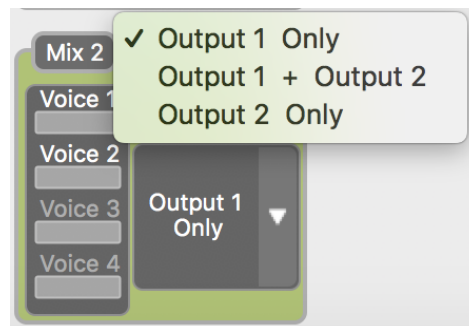 ✓ Output 1 Only
Output 1 + Output 2
Output 2 Only
Mix 2
Voice 1
Voice 2
Voice 3
Voice 4
Output 1
Only